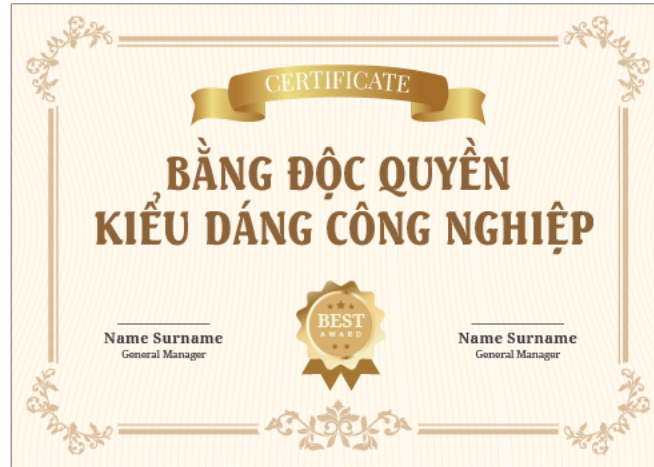 CERTIFICATE
BẰNG ĐỘC QUYỀN
KIỂU DÁNG CÔNG NGHIỆP
BEST
AWARD
Name Surname
General Manager
Name Surname
General Manager